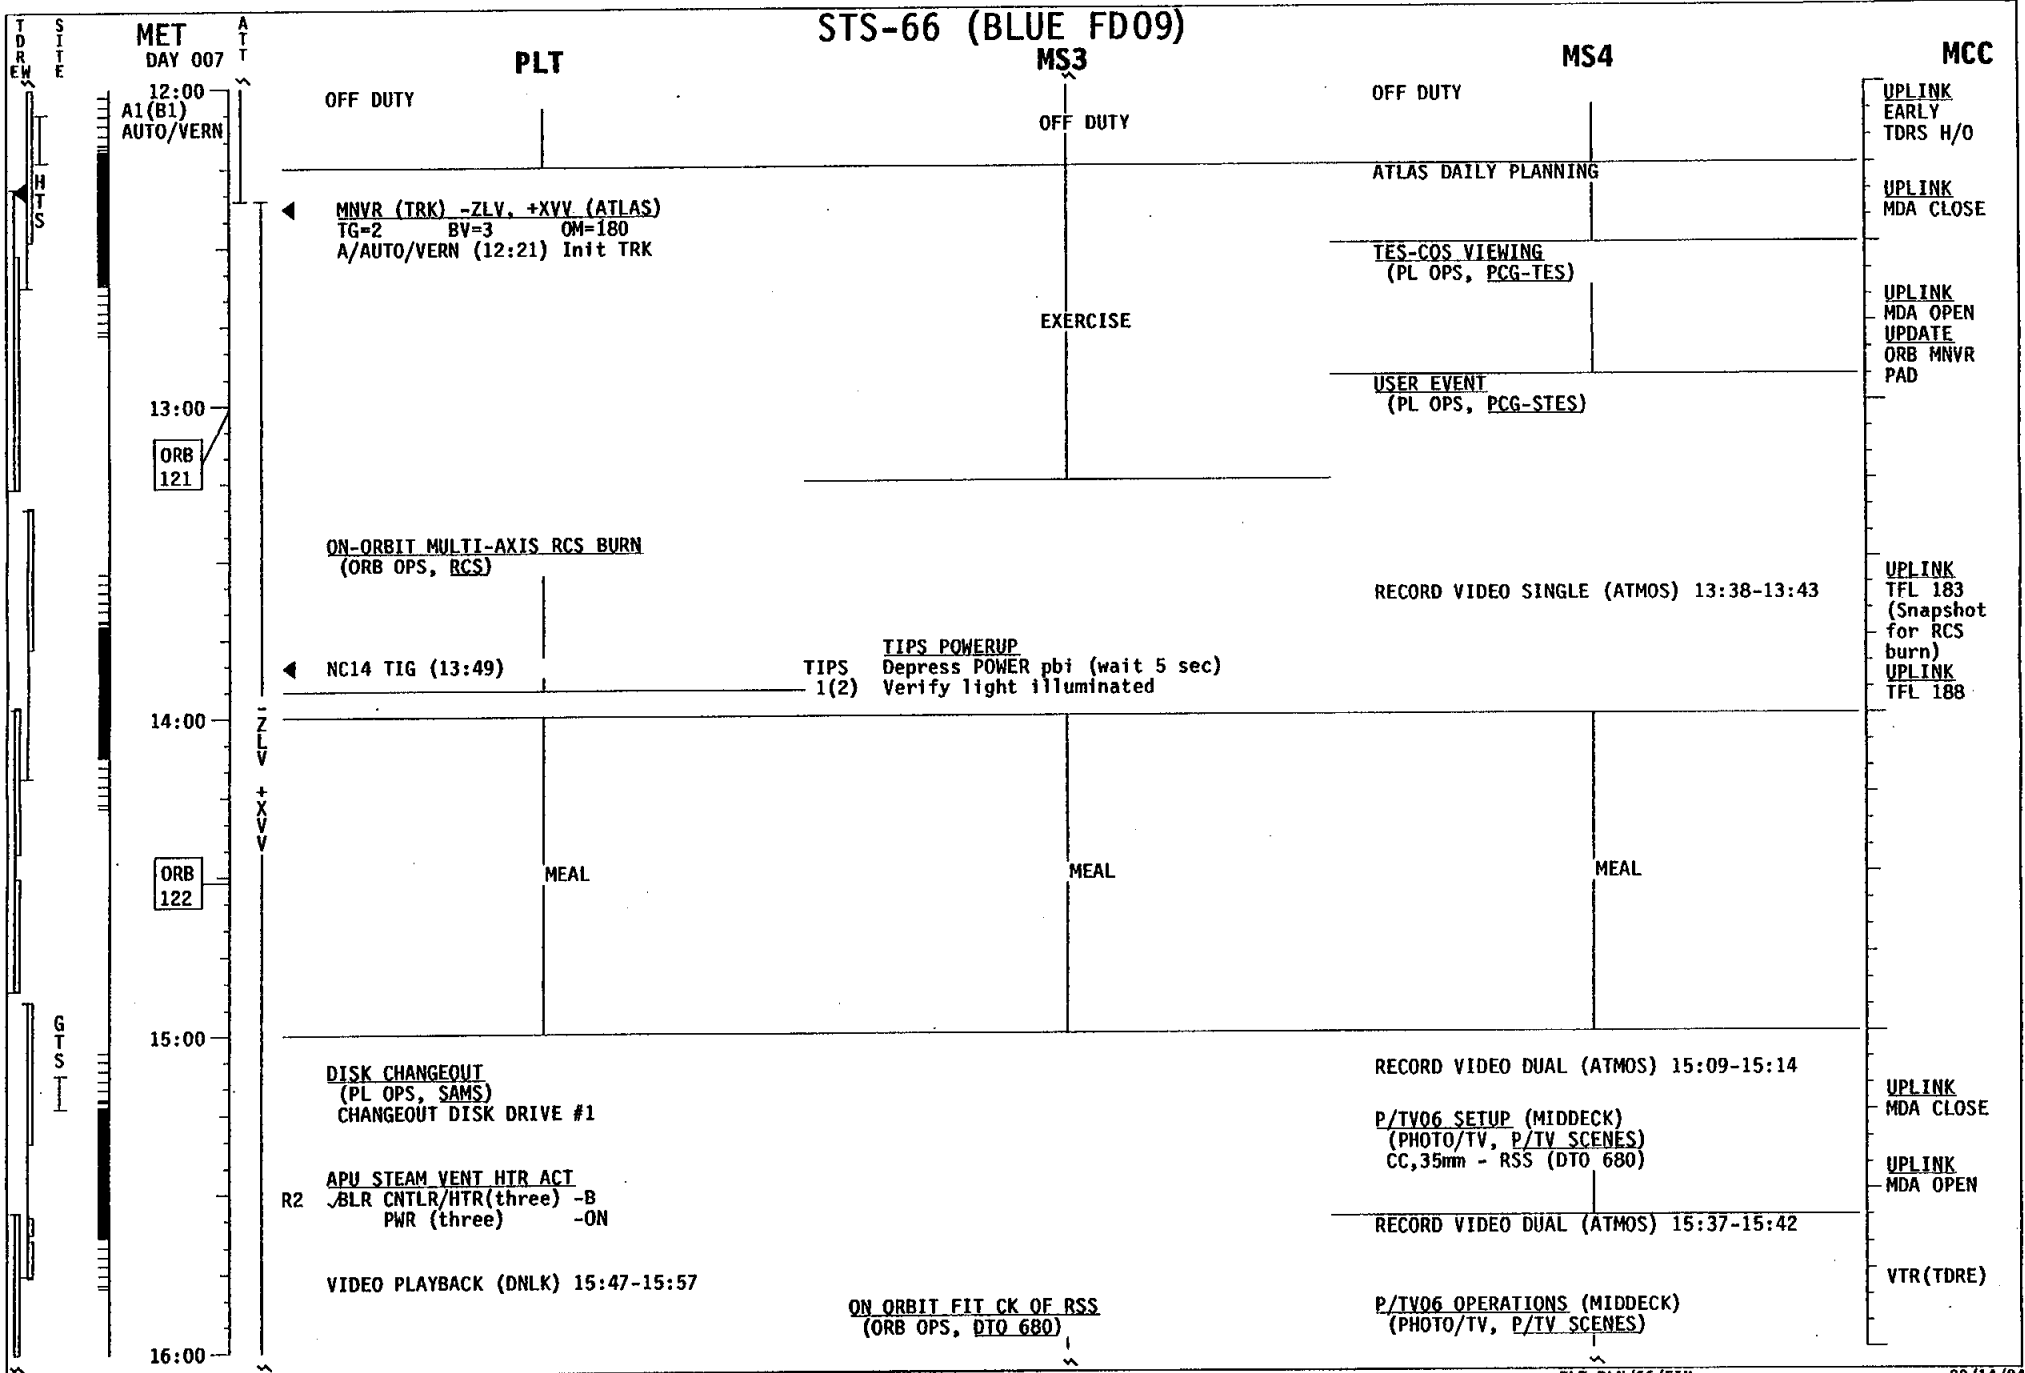 STS-66 (BLUE FD09)
T D R E W
S I T E
MET
DAY 007
A T T
PLT
MS3
MS4
MCC
12:00
A1(B1)
AUTO/VERN
H T S
13:00
ORB
121
14:00
ORB
122
G T S
15:00
16:00
-ZLV +XVV
OFF DUTY
MNVR (TRK) -ZLV, +XVV (ATLAS)
TG=2 BV=3 OM=180
A/AUTO/VERN (12:21) Init TRK
ON-ORBIT MULTI-AXIS RCS BURN
(ORB OPS, RCS)
NC14 TIG (13:49)
MEAL
DISK CHANGEOUT
(PL OPS, SAMS)
CHANGEOUT DISK DRIVE #1
APU STEAM VENT HTR ACT
R2 √BLR CNTLR/HTR(three) -B
PWR (three) -ON
VIDEO PLAYBACK (DNLK) 15:47-15:57
OFF DUTY
EXERCISE
TIPS POWERUP
TIPS Depress POWER pbi (wait 5 sec)
1(2) Verify light illuminated
MEAL
ON ORBIT FIT CK OF RSS
(ORB OPS, DTO 680)
OFF DUTY
ATLAS DAILY PLANNING
TES-COS VIEWING
(PL OPS, PCG-TES)
USER EVENT
(PL OPS, PCG-STES)
RECORD VIDEO SINGLE (ATMOS) 13:38-13:43
MEAL
RECORD VIDEO DUAL (ATMOS) 15:09-15:14
P/TV06 SETUP (MIDDECK)
(PHOTO/TV, P/TV SCENES)
CC,35mm - RSS (DTO 680)
RECORD VIDEO DUAL (ATMOS) 15:37-15:42
P/TV06 OPERATIONS (MIDDECK)
(PHOTO/TV, P/TV SCENES)
UPLINK
EARLY
TDRS H/O
UPLINK
MDA CLOSE
UPLINK
MDA OPEN
UPDATE
ORB MNVR
PAD
UPLINK
TFL 183
(Snapshot
for RCS
burn)
UPLINK
TFL 188
UPLINK
MDA CLOSE
UPLINK
MDA OPEN
VTR(TDRE)